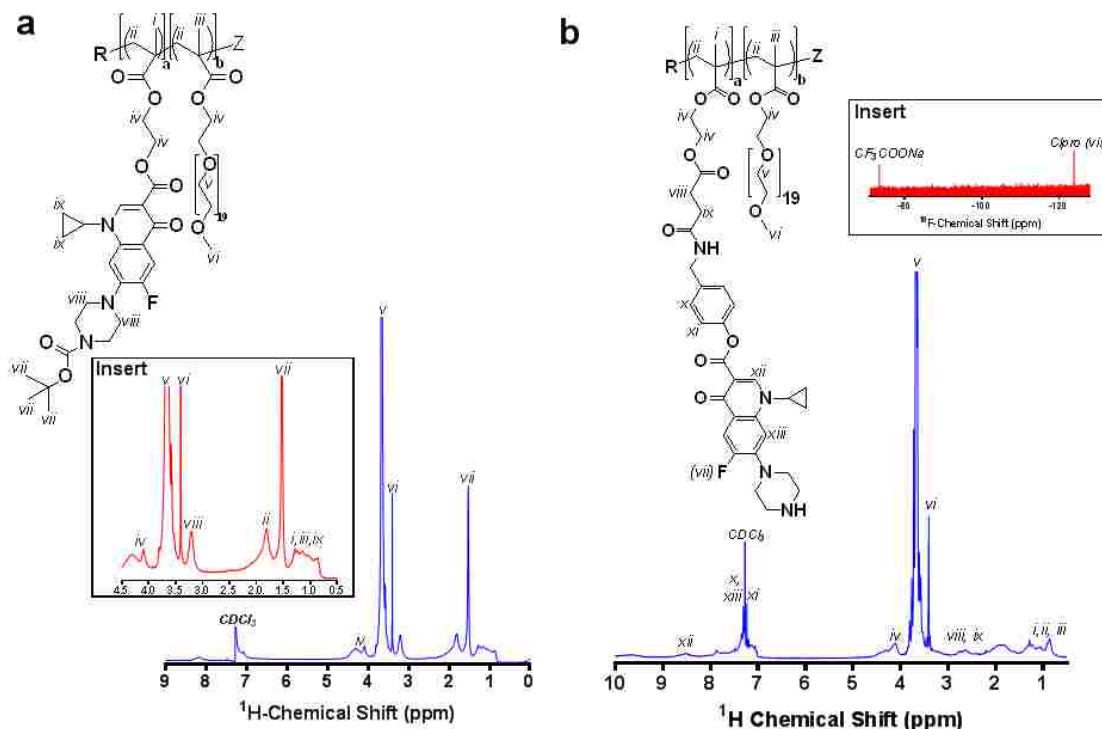 a
ii
i
ii
iii
R
a
b
Z
O
O
O
O
iv
iv
iv
iv
O
O
O
v
19
O
vi
ix
ix
N
O
viii
N
F
viii
N
O
O
vii
vii
vii
Insert
v
vi
vii
viii
iv
ii
i, iii, ix
4.5 4.0 3.5 3.0 2.5 2.0 1.5 1.0 0.5
v
vi
vii
iv
CDCl3
9 8 7 6 5 4 3 2 1 0
1H-Chemical Shift (ppm)
b
ii
i
ii
iii
R
a
b
Z
O
O
O
O
iv
iv
iv
O
O
O
v
19
O
vi
viii
ix
O
NH
x
xi
O
O
xii
O
N
xiii
(vii) F
N
NH
Insert
CF3COONa
Cipro (vii)
-80 -100 -120
19F-Chemical Shift (ppm)
v
vi
CDCl3
x,
xiii
xi
xii
iv
viii, ix
i, ii, iii
10 9 8 7 6 5 4 3 2 1
1H Chemical Shift (ppm)